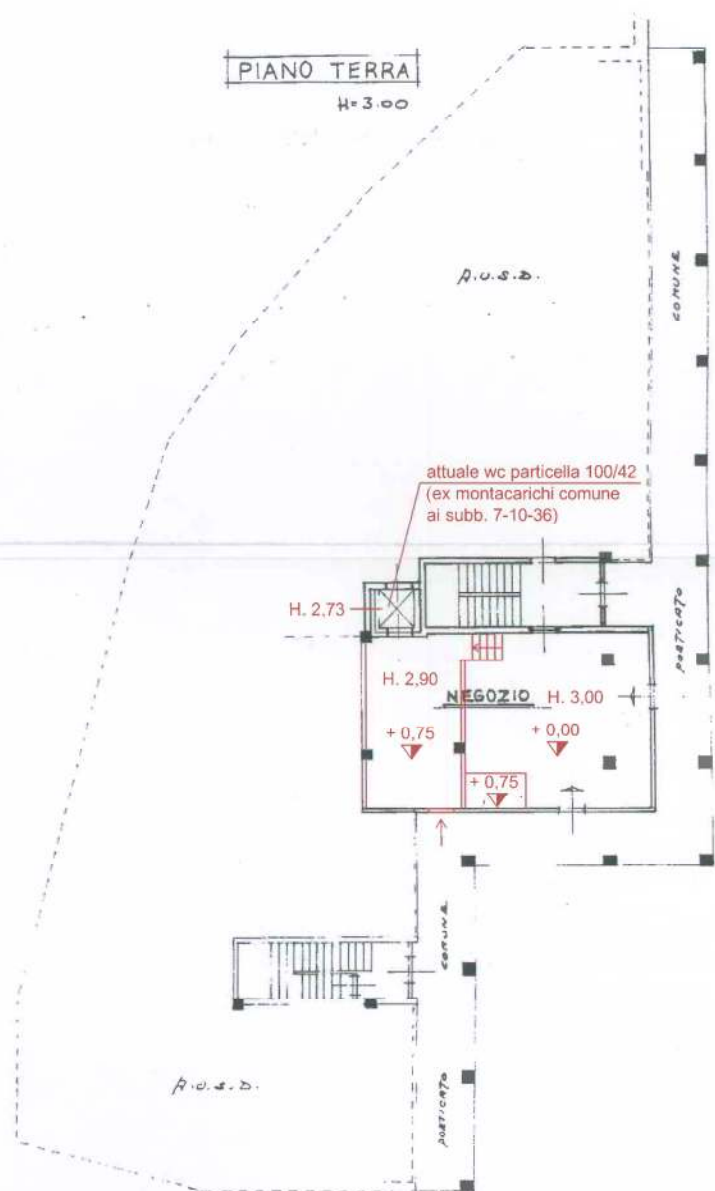 PIANO TERRA
H=3.00
A.U.S.D.
COMUNE
attuale wc particella 100/42
(ex montacarichi comune
ai subb. 7-10-36)
PORTICATO
H. 2,73
H. 2,90
NEGOZIO H. 3,00
+ 0,75
+ 0,00
+ 0,75
COMUNE
A.U.S.D.
PORTICATO